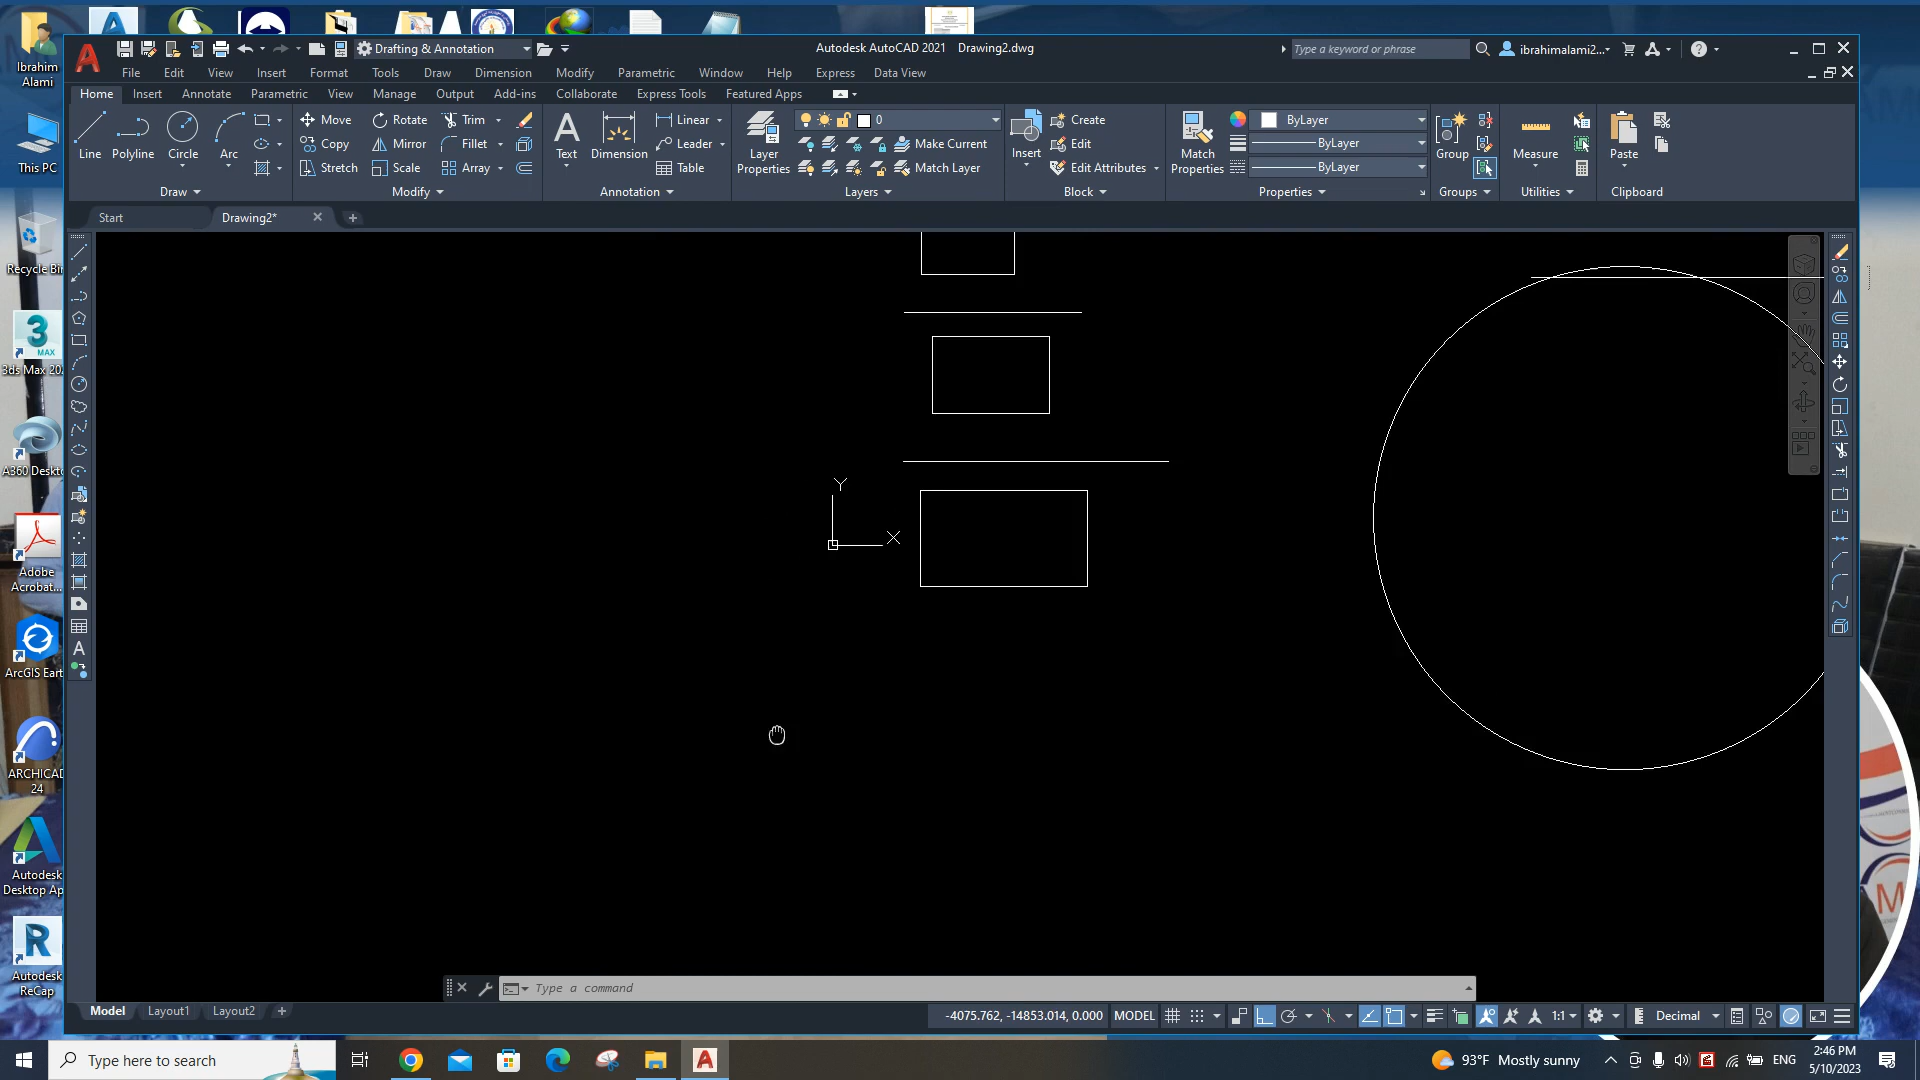 Ibrahim
Alami
This PC
Recycle Bin
3
MAX
3ds Max 20
A360 Deskto
Adobe
Acrobat...
ArcGIS Earth
ARCHICAD
24
Autodesk
Desktop Ap
R
Autodesk
ReCap
Drafting & Annotation
Autodesk AutoCAD 2021 Drawing2.dwg
Type a keyword or phrase
ibrahimalami2...
File Edit View Insert Format Tools Draw Dimension Modify Parametric Window Help Express Data View
Home Insert Annotate Parametric View Manage Output Add-ins Collaborate Express Tools Featured Apps
Line Polyline Circle Arc
Draw
Move Rotate Trim
Copy Mirror Fillet
Stretch Scale Array
Modify
Text Dimension
Linear
Leader
Table
Annotation
Layer
Properties
0
Make Current
Match Layer
Layers
Insert
Create
Edit
Edit Attributes
Block
Match
Properties
ByLayer
ByLayer
ByLayer
Properties
Group
Groups
Measure
Utilities
Paste
Clipboard
Start Drawing2*
Y
X
A
Type a command
Model Layout1 Layout2
-4075.762, -14853.014, 0.000 MODEL 1:1 Decimal
Type here to search
93°F Mostly sunny
ENG
2:46 PM
5/10/2023